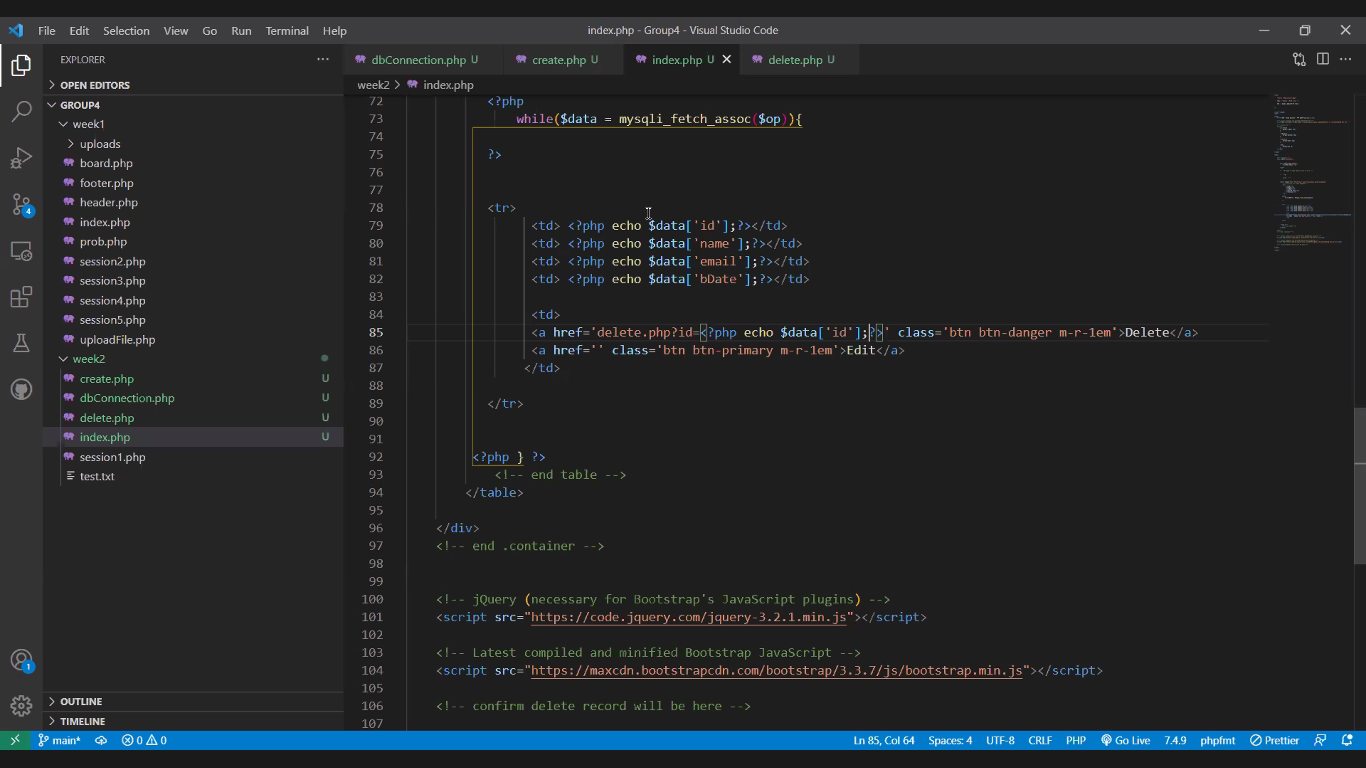 File Edit Selection View Go Run Terminal Help index.php - Group4 - Visual Studio Code
EXPLORER
OPEN EDITORS
GROUP4
week1
uploads
board.php
footer.php
header.php
index.php
prob.php
session2.php
session3.php
session4.php
session5.php
uploadFile.php
week2
create.php U
dbConnection.php U
delete.php U
index.php U
session1.php
test.txt
OUTLINE
TIMELINE
4
1
dbConnection.php U create.php U index.php U delete.php U
week2 > index.php
72 <?php
73 while($data = mysqli_fetch_assoc($op)){
74
75 ?>
76
77
78 <tr>
79 <td> <?php echo $data['id'];?></td>
80 <td> <?php echo $data['name'];?></td>
81 <td> <?php echo $data['email'];?></td>
82 <td> <?php echo $data['bDate'];?></td>
83
84 <td>
85 <a href='delete.php?id=<?php echo $data['id'];?>' class='btn btn-danger m-r-1em'>Delete</a>
86 <a href='' class='btn btn-primary m-r-1em'>Edit</a>
87 </td>
88
89 </tr>
90
91
92 <?php } ?>
93 <!-- end table -->
94 </table>
95
96 </div>
97 <!-- end .container -->
98
99
100 <!-- jQuery (necessary for Bootstrap's JavaScript plugins) -->
101 <script src="https://code.jquery.com/jquery-3.2.1.min.js"></script>
102
103 <!-- Latest compiled and minified Bootstrap JavaScript -->
104 <script src="https://maxcdn.bootstrapcdn.com/bootstrap/3.3.7/js/bootstrap.min.js"></script>
105
106 <!-- confirm delete record will be here -->
107
main* 0 0 Ln 85, Col 64 Spaces: 4 UTF-8 CRLF PHP Go Live 7.4.9 phpfmt Prettier